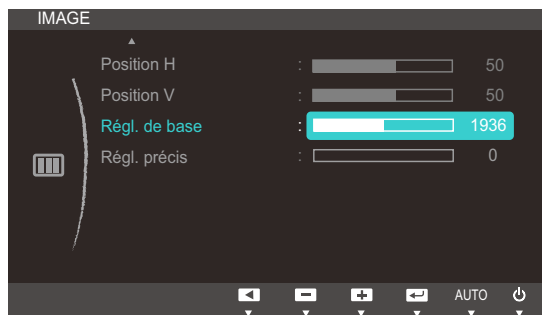 IMAGE
Position H : 50
Position V : 50
Régl. de base : 1936
Régl. précis : 0
AUTO